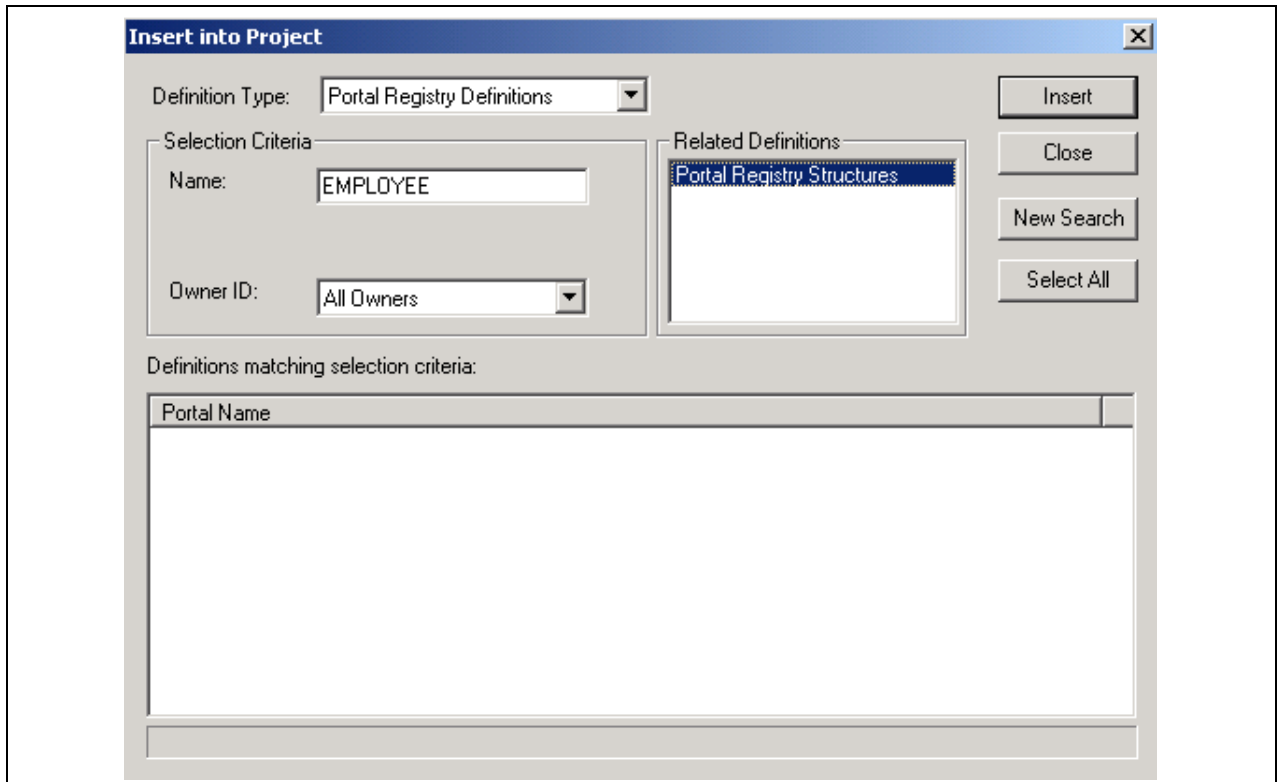 Insert into Project
Definition Type: Portal Registry Definitions
Insert
Selection Criteria
Related Definitions
Close
Name: EMPLOYEE
Portal Registry Structures
New Search
Owner ID: All Owners
Select All
Definitions matching selection criteria:
Portal Name